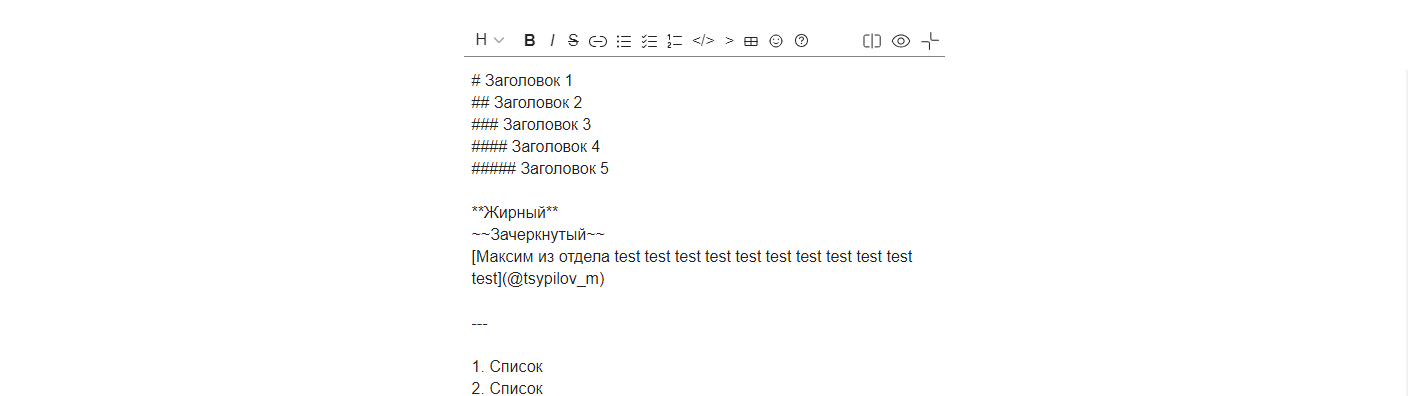 H B I S </> >
# Заголовок 1
## Заголовок 2
### Заголовок 3
#### Заголовок 4
##### Заголовок 5
**Жирный**
~~Зачеркнутый~~
[Максим из отдела test test test test test test test test test test
test](@tsypilov_m)
---
1. Список
2. Список